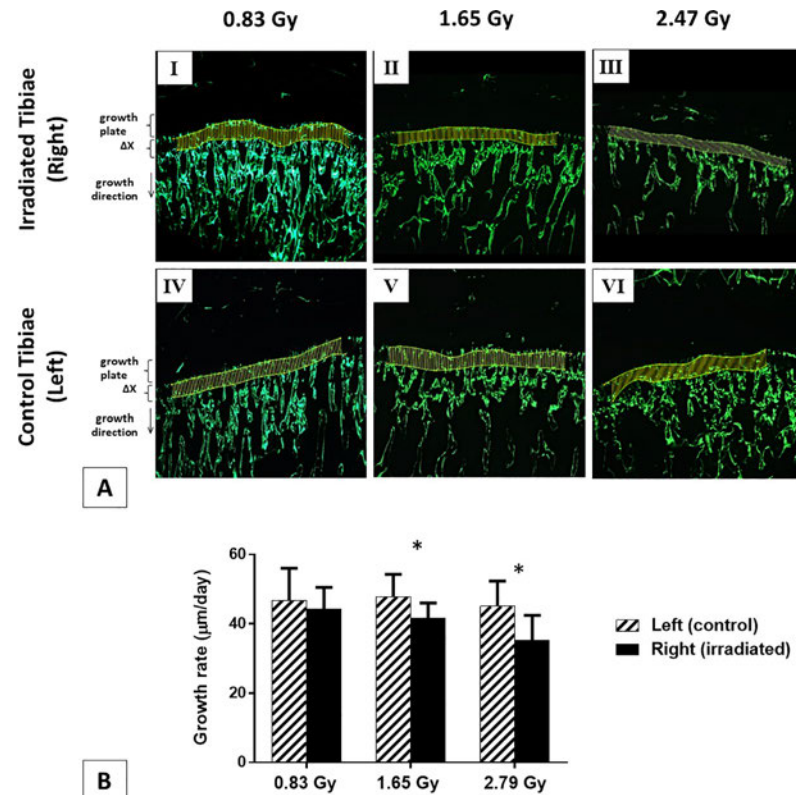 0.83 Gy 1.65 Gy 2.47 Gy
Irradiated Tibiae
(Right)
I II III
growth
plate
ΔX
growth
direction
Control Tibiae
(Left)
IV V VI
growth
plate
ΔX
growth
direction
A
Growth rate (µm/day)
60
40
20
0
*
*
0.83 Gy 1.65 Gy 2.79 Gy
Left (control)
Right (irradiated)
B